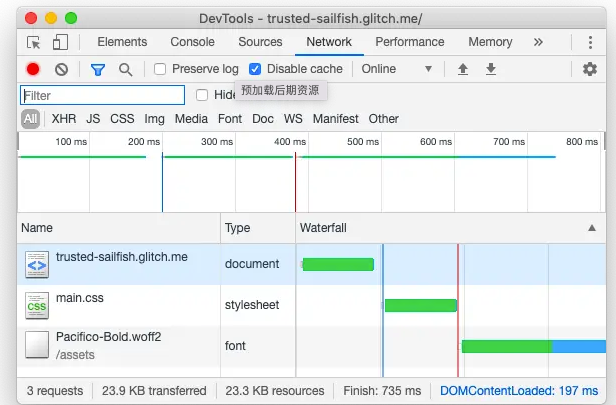 DevTools - trusted-sailfish.glitch.me/
Elements Console Sources Network Performance Memory »
Preserve log Disable cache Online
Filter Hide 预加载后期资源
All XHR JS CSS Img Media Font Doc WS Manifest Other
100 ms 200 ms 300 ms 400 ms 500 ms 600 ms 700 ms 800 ms
Name Type Waterfall
trusted-sailfish.glitch.me document
main.css stylesheet
Pacifico-Bold.woff2 font
/assets
3 requests 23.9 KB transferred 23.3 KB resources Finish: 735 ms DOMContentLoaded: 197 ms